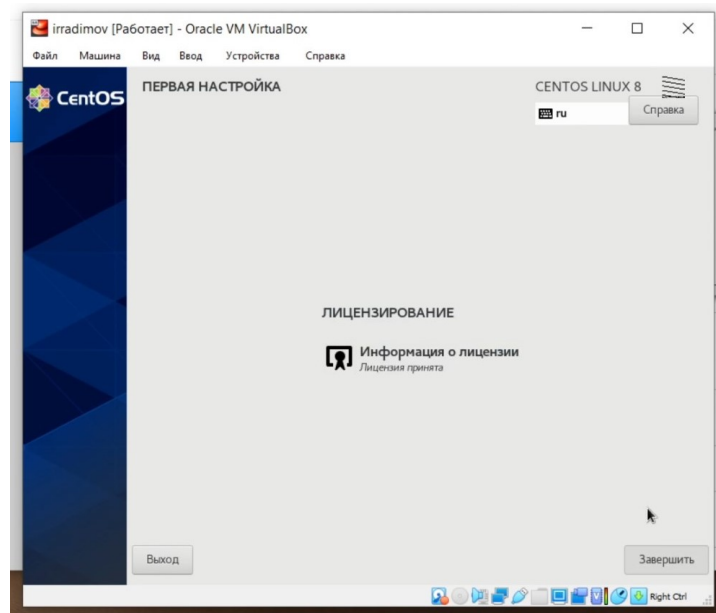 irradimov [Работает] - Oracle VM VirtualBox
Файл Машина Вид Ввод Устройства Справка
CentOS
ПЕРВАЯ НАСТРОЙКА
CENTOS LINUX 8
ru
Справка
ЛИЦЕНЗИРОВАНИЕ
Информация о лицензии
Лицензия принята
Выход
Завершить
Right Ctrl